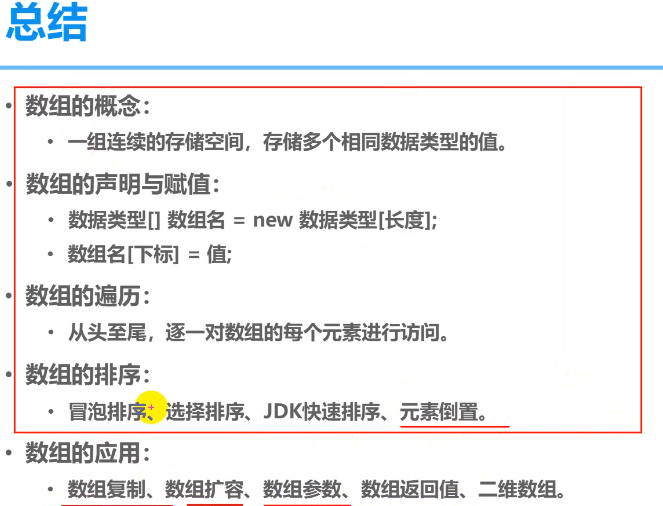 总结
• 数组的概念：
• 一组连续的存储空间，存储多个相同数据类型的值。
• 数组的声明与赋值：
• 数据类型[] 数组名 = new 数据类型[长度];
• 数组名[下标] = 值;
• 数组的遍历：
• 从头至尾，逐一对数组的每个元素进行访问。
• 数组的排序：
• 冒泡排序、选择排序、JDK快速排序、元素倒置。
• 数组的应用：
• 数组复制、数组扩容、数组参数、数组返回值、二维数组。